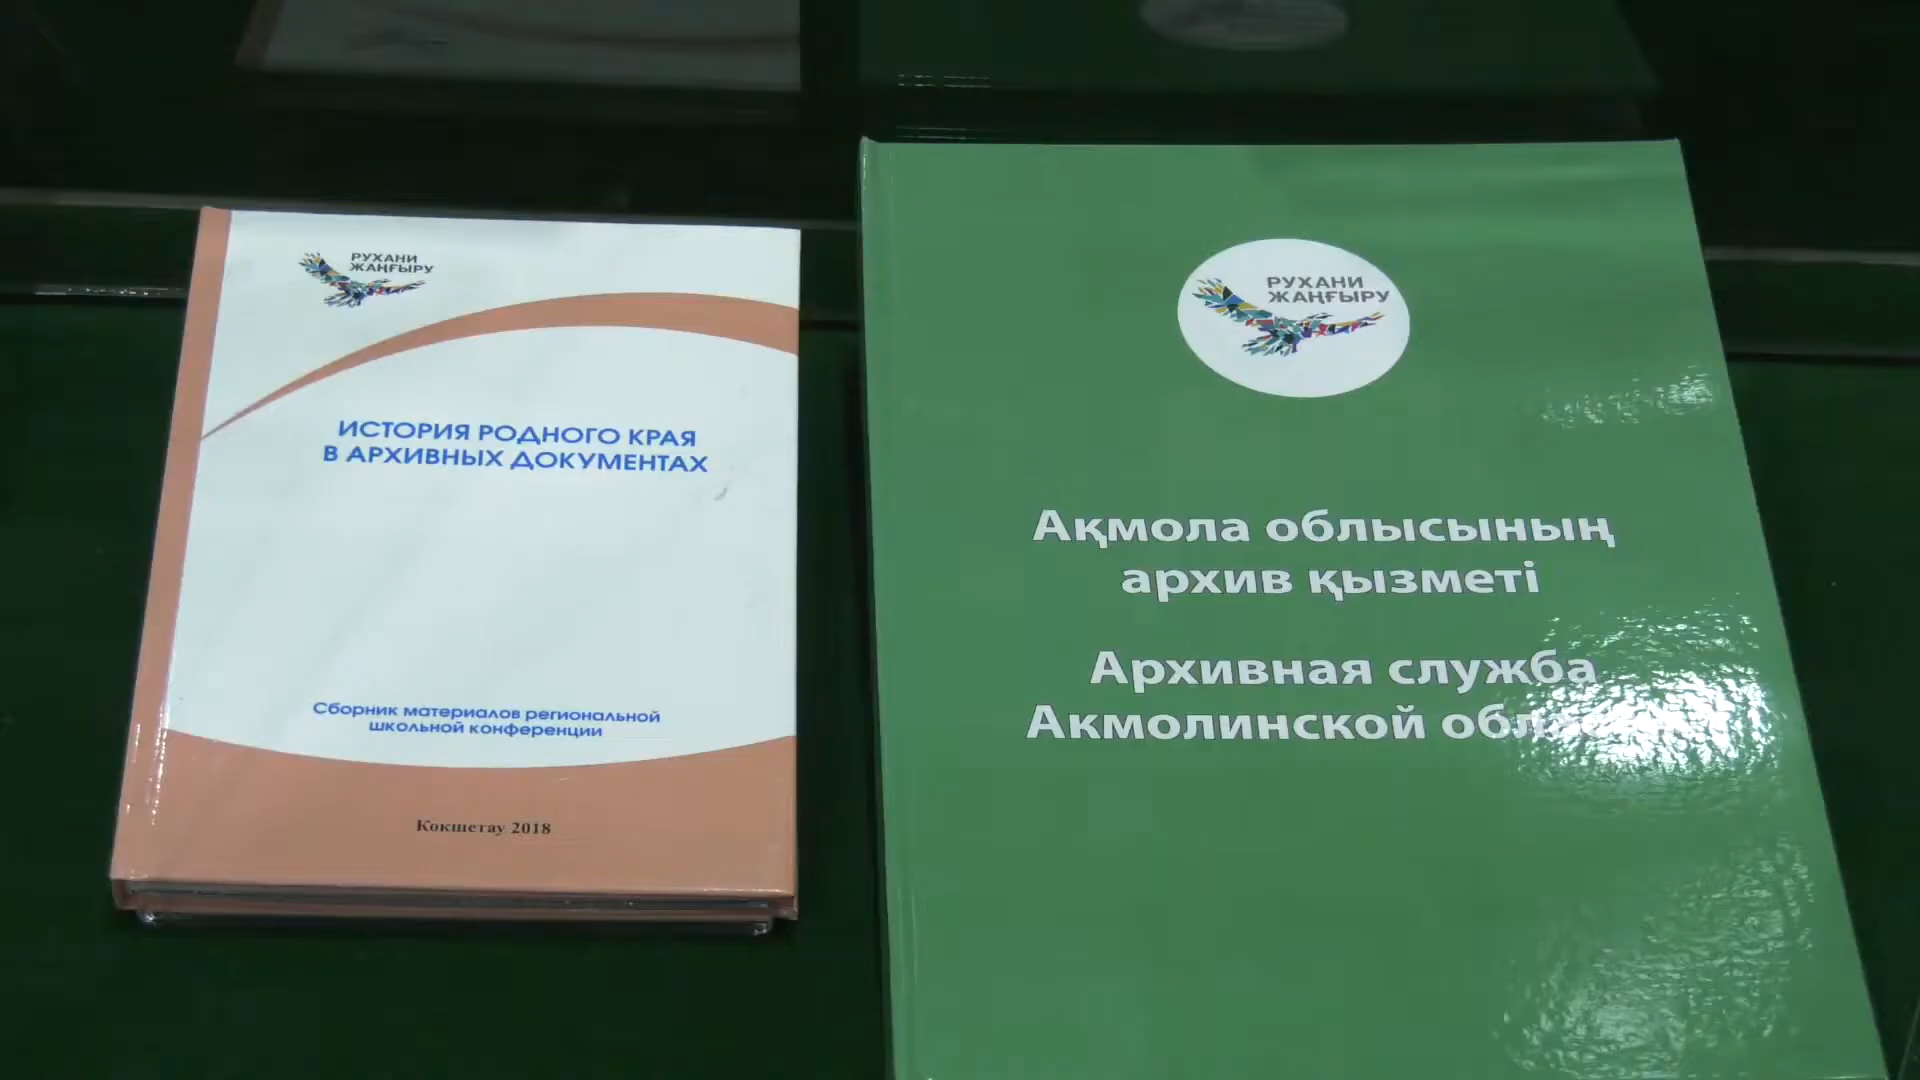 РУХАНИ
ЖАҢҒЫРУ
ИСТОРИЯ РОДНОГО КРАЯ
В АРХИВНЫХ ДОКУМЕНТАХ
Сборник материалов региональной
школьной конференции
Кокшетау 2018
РУХАНИ
ЖАҢҒЫРУ
Ақмола облысының
архив қызметі
Архивная служба
Акмолинской